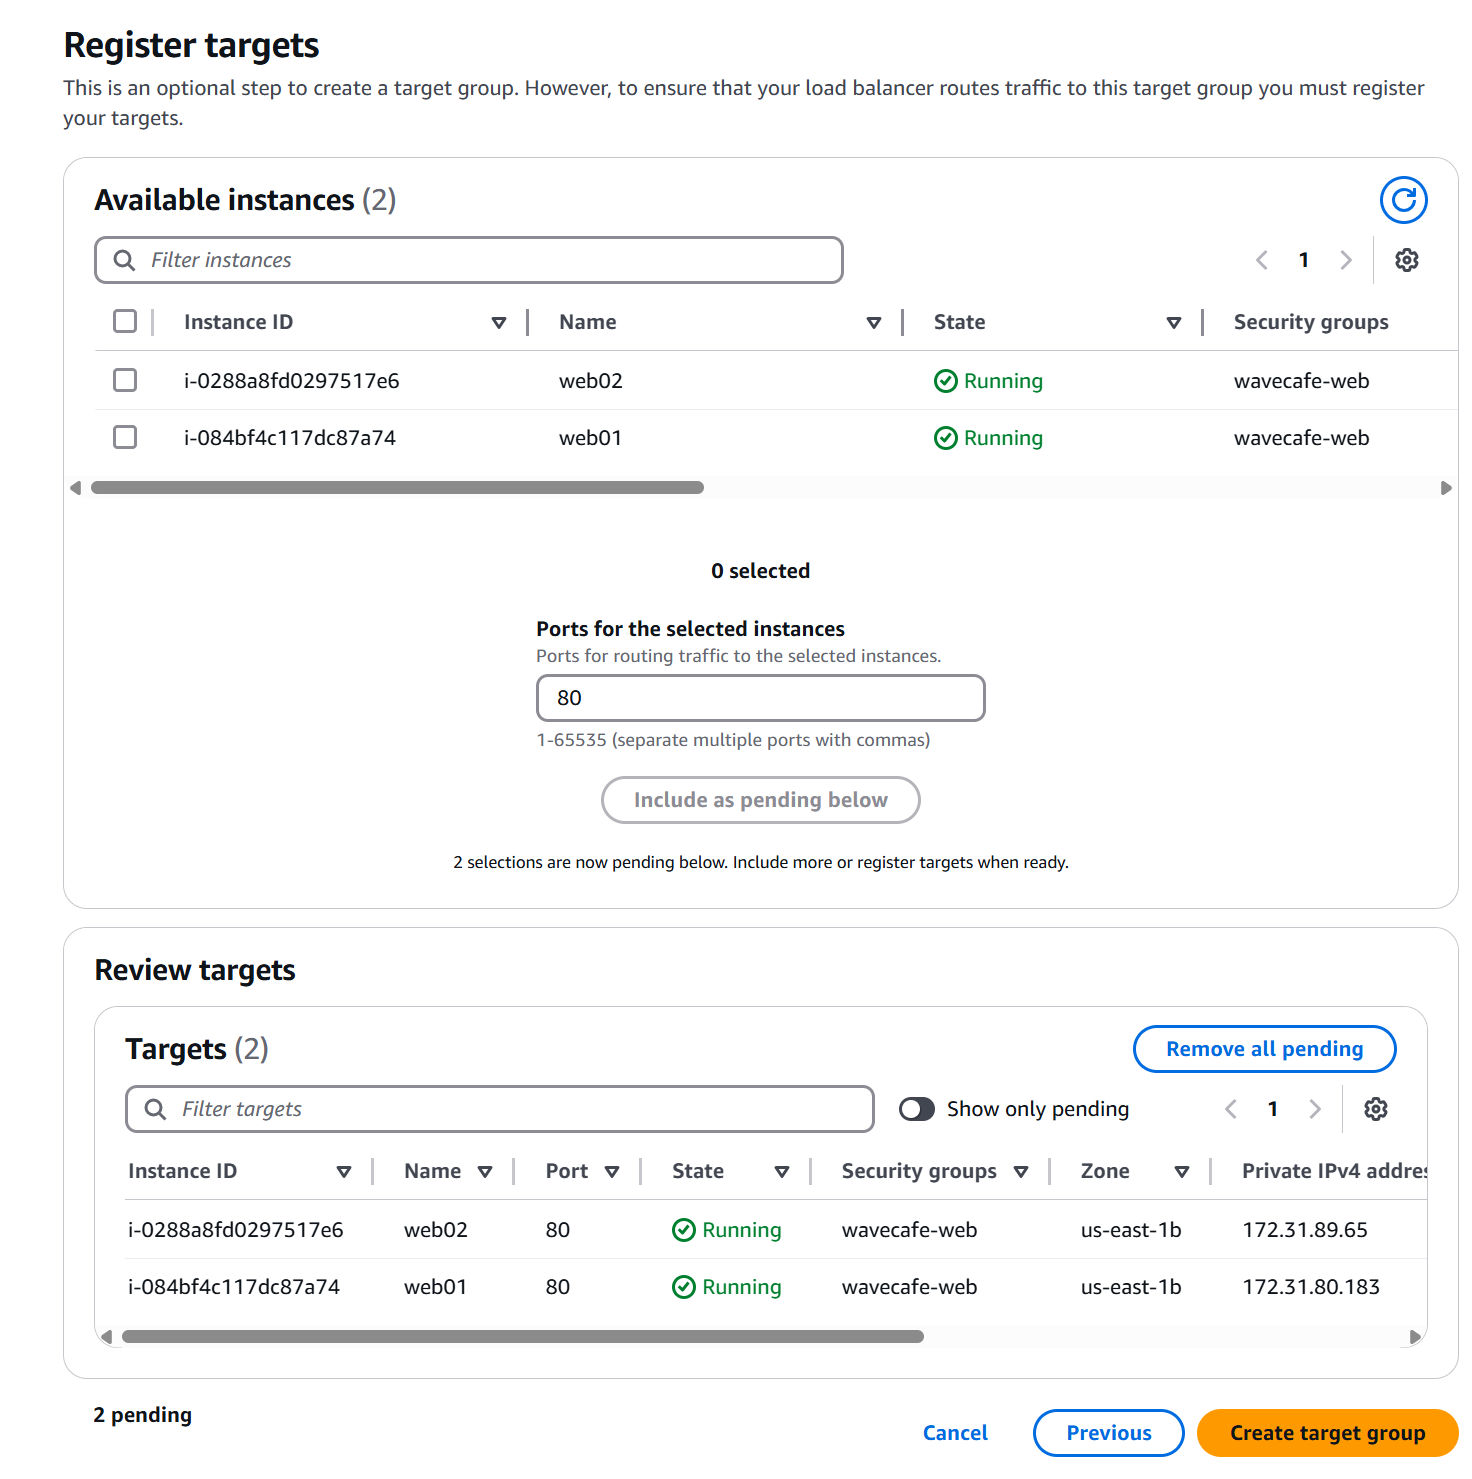 Register targets
This is an optional step to create a target group. However, to ensure that your load balancer routes traffic to this target group you must register
your targets.
Available instances (2)
Filter instances
1
Instance ID Name State Security groups
i-0288a8fd0297517e6 web02 Running wavecafe-web
i-084bf4c117dc87a74 web01 Running wavecafe-web
0 selected
Ports for the selected instances
Ports for routing traffic to the selected instances.
80
1-65535 (separate multiple ports with commas)
Include as pending below
2 selections are now pending below. Include more or register targets when ready.
Review targets
Targets (2)
Remove all pending
Filter targets
Show only pending
1
Instance ID Name Port State Security groups Zone Private IPv4 addres
i-0288a8fd0297517e6 web02 80 Running wavecafe-web us-east-1b 172.31.89.65
i-084bf4c117dc87a74 web01 80 Running wavecafe-web us-east-1b 172.31.80.183
2 pending
Cancel
Previous
Create target group